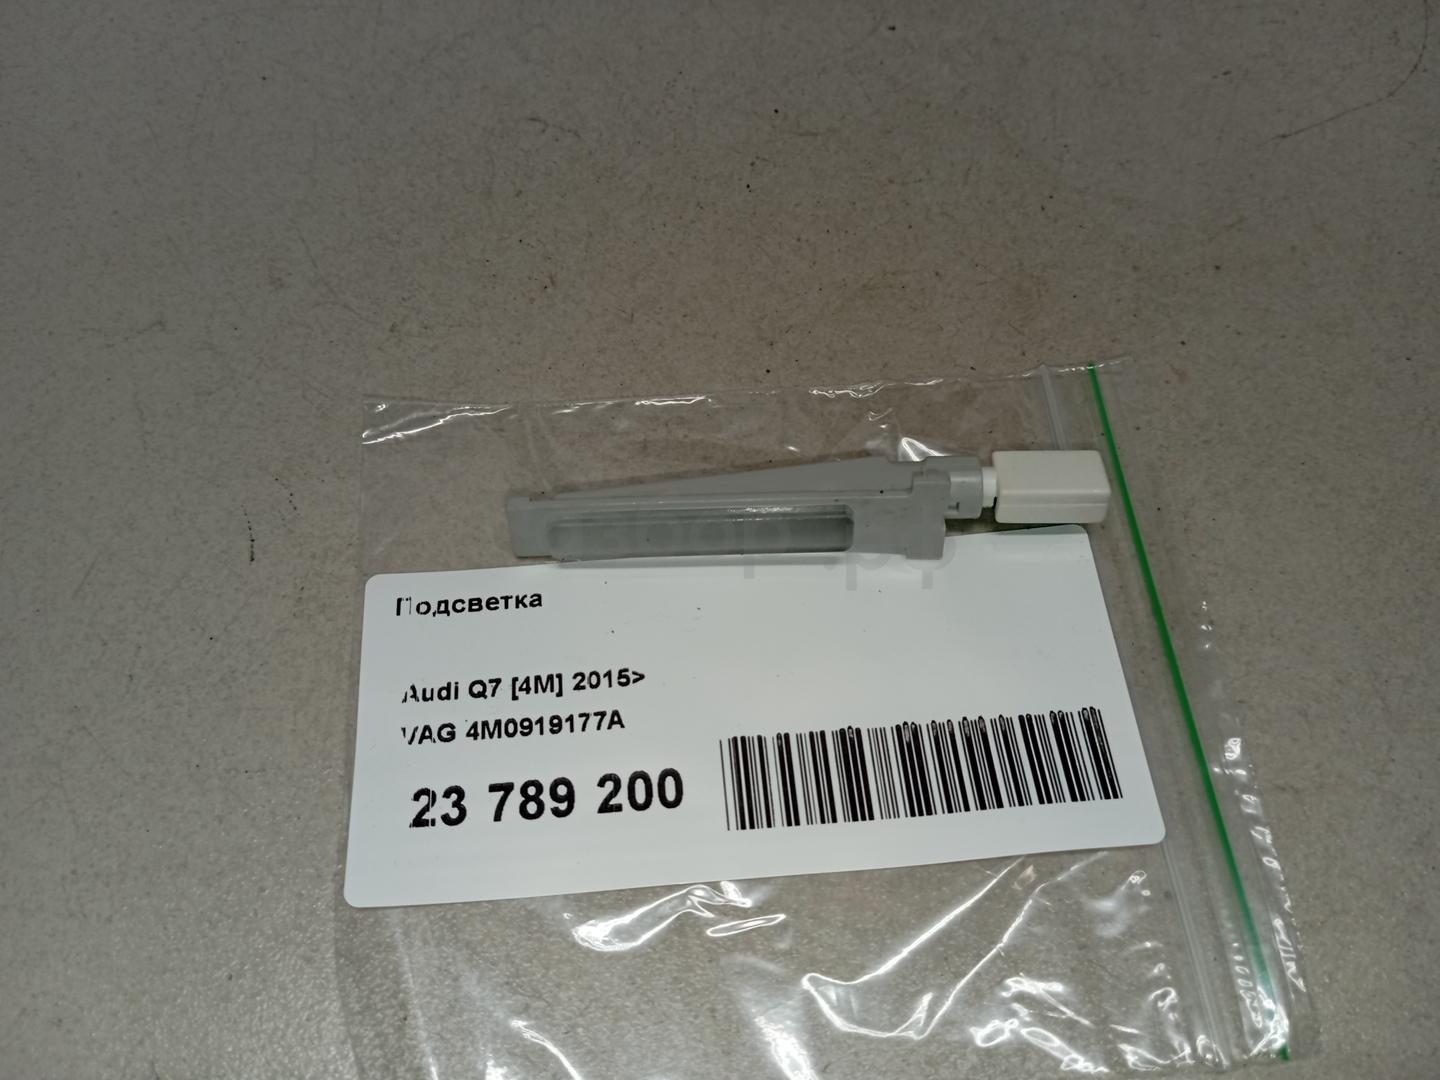 Подсветка
Audi Q7 [4M] 2015>
VAG 4M0919177A
23 789 200